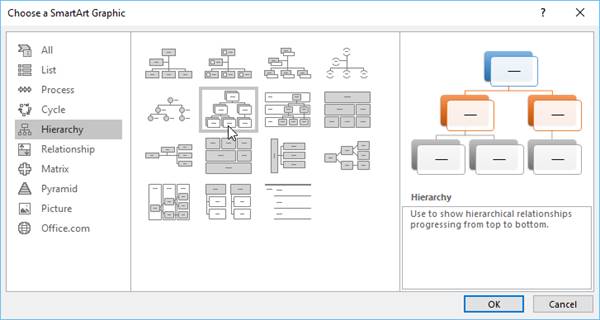 Choose a SmartArt Graphic
?
All
List
Process
Cycle
Hierarchy
Relationship
Matrix
Pyramid
Picture
Office.com
Hierarchy
Use to show hierarchical relationships
progressing from top to bottom.
OK
Cancel